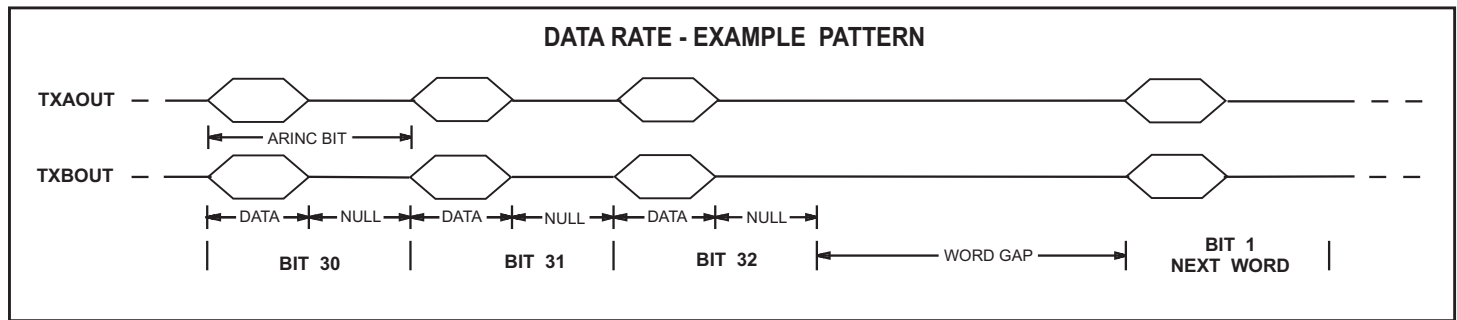 DATA RATE - EXAMPLE PATTERN
TXAOUT
ARINC BIT
TXBOUT
DATA NULL DATA NULL DATA NULL
BIT 30 BIT 31 BIT 32 WORD GAP BIT 1
NEXT WORD